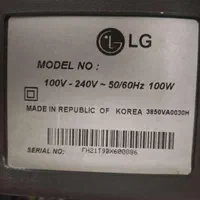 LG
MODEL NO :
100V - 240V ~ 50/60Hz 100W
MADE IN REPUBLIC OF KOREA 3850VA0030H
SERIAL NO: